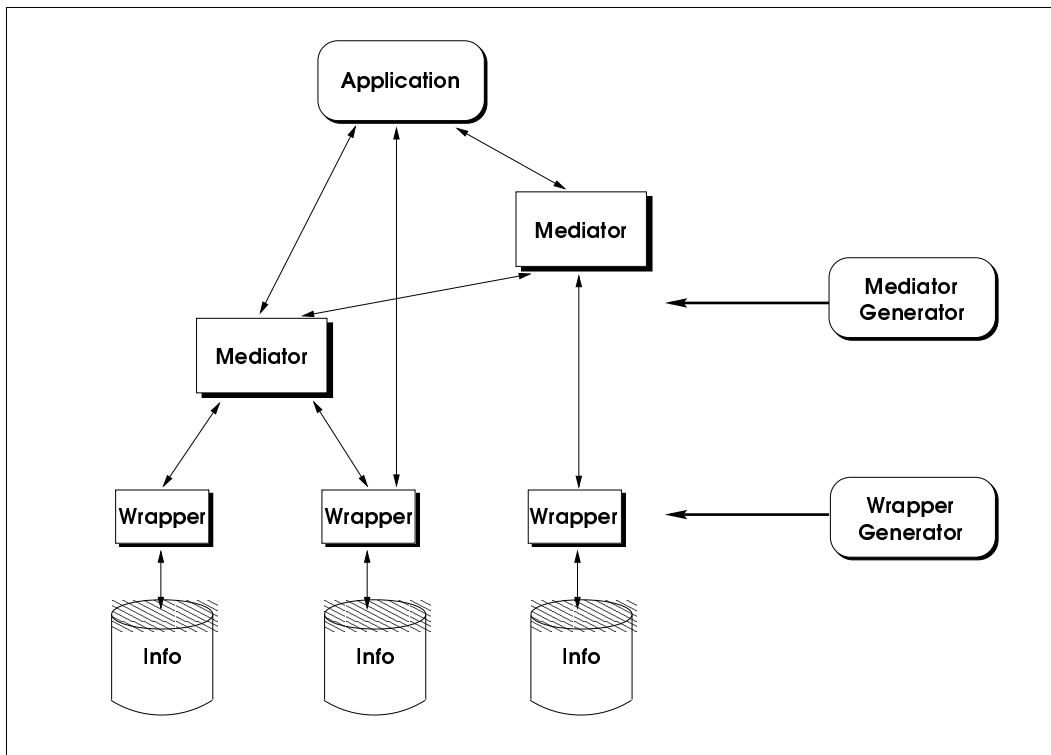 Application
Mediator
Mediator
Generator
Mediator
Wrapper
Wrapper
Wrapper
Wrapper
Generator
Info
Info
Info